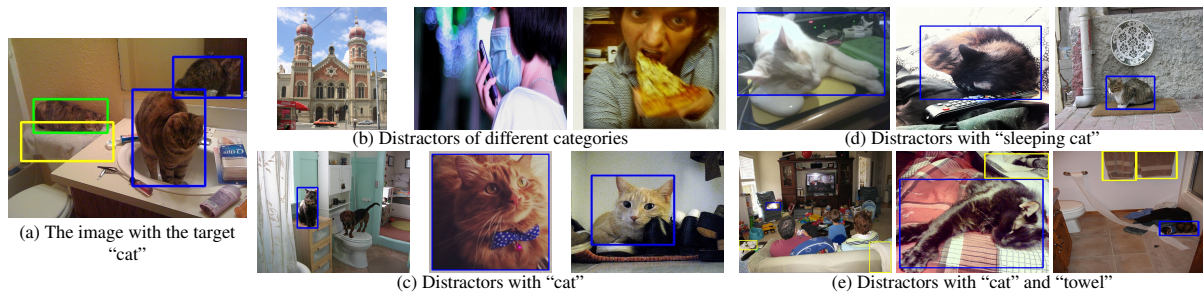 (b) Distractors of different categories
(d) Distractors with “sleeping cat”
(a) The image with the target
“cat”
(c) Distractors with “cat”
(e) Distractors with “cat” and “towel”